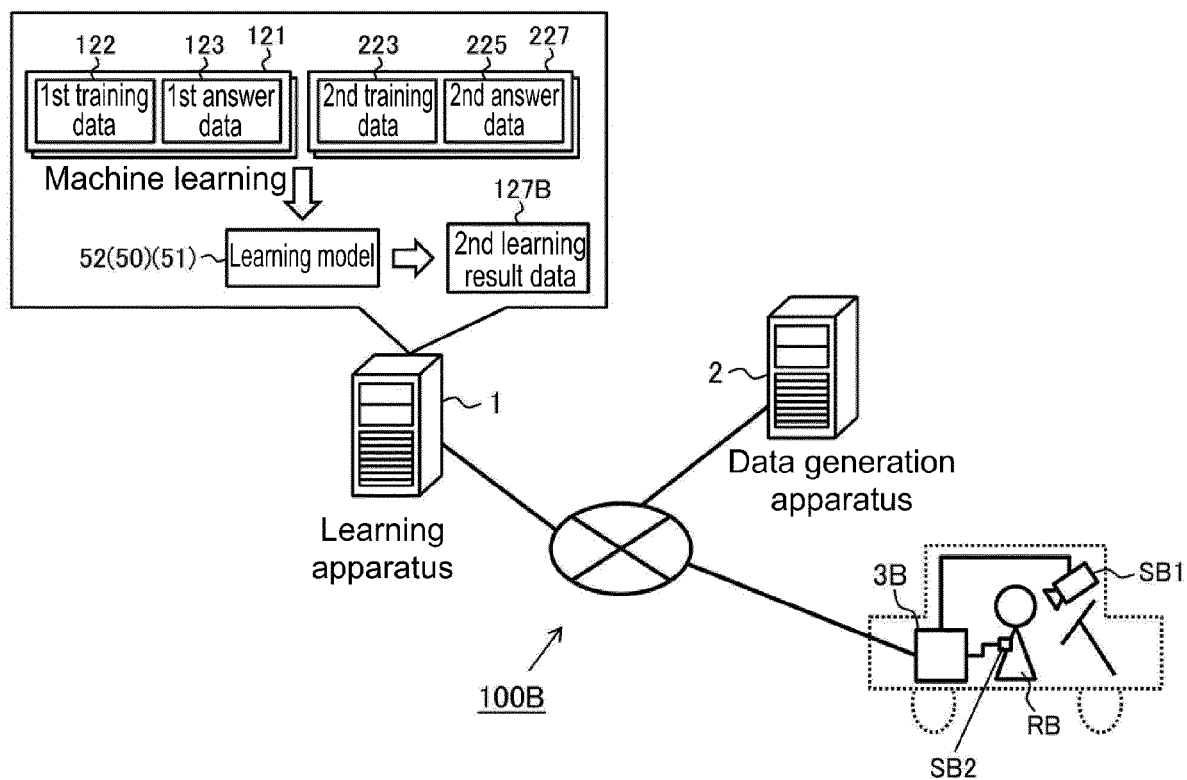 122 123 121 223 225 227
1st training data
1st answer data
2nd training data
2nd answer data
Machine learning
127B
52(50)(51)
Learning model
2nd learning result data
1
2
Learning
apparatus
Data generation
apparatus
3B
SB1
100B
RB
SB2